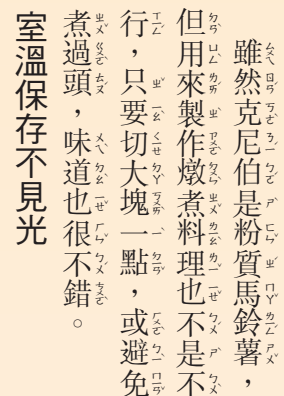 雖然克尼伯是粉質馬鈴薯，
但用來製作燉煮料理也不是不
行，只要切大塊一點，或避免
煮過頭，味道也很不錯。
室溫保存不見光